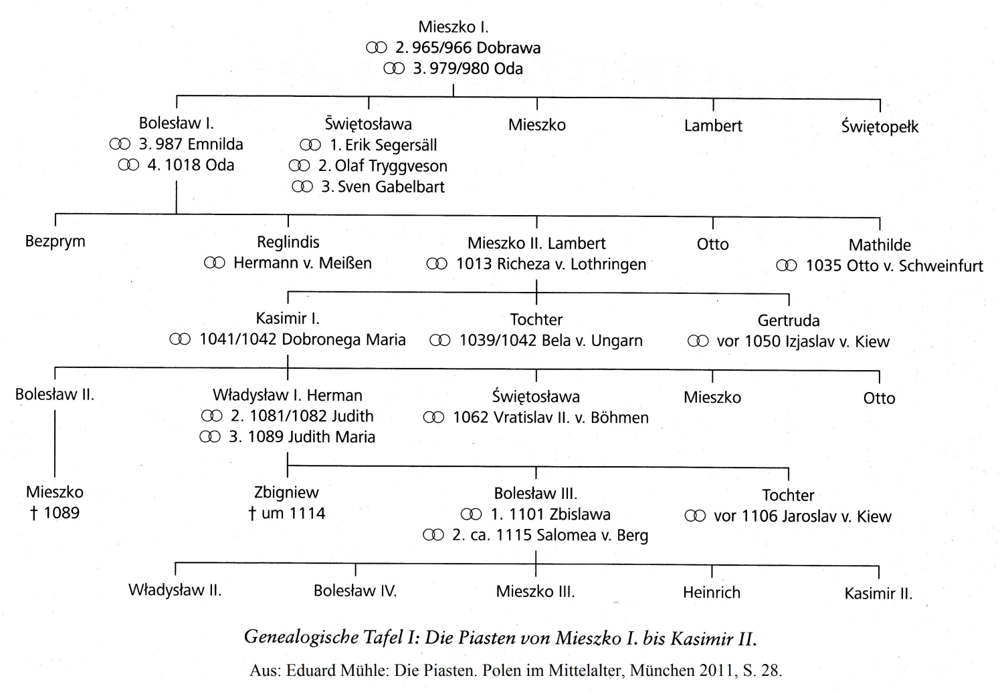 Mieszko I.
⚭ 2. 965/966 Dobrawa
⚭ 3. 979/980 Oda
Bolesław I.
⚭ 3. 987 Emnilda
⚭ 4. 1018 Oda
Świętosława
⚭ 1. Erik Segersäll
⚭ 2. Olaf Tryggveson
⚭ 3. Sven Gabelbart
Mieszko
Lambert
Świętopełk
Bezprym
Reglindis
⚭ Hermann v. Meißen
Mieszko II. Lambert
⚭ 1013 Richeza v. Lothringen
Otto
Mathilde
⚭ 1035 Otto v. Schweinfurt
Kasimir I.
⚭ 1041/1042 Dobronega Maria
Tochter
⚭ 1039/1042 Bela v. Ungarn
Gertruda
⚭ vor 1050 Izjaslav v. Kiew
Bolesław II.
Władysław I. Herman
⚭ 2. 1081/1082 Judith
⚭ 3. 1089 Judith Maria
Świętosława
⚭ 1062 Vratislav II. v. Böhmen
Mieszko
Otto
Mieszko
† 1089
Zbigniew
† um 1114
Bolesław III.
⚭ 1. 1101 Zbislawa
⚭ 2. ca. 1115 Salomea v. Berg
Tochter
⚭ vor 1106 Jaroslav v. Kiew
Władysław II.
Bolesław IV.
Mieszko III.
Heinrich
Kasimir II.
Genealogische Tafel I: Die Piasten von Mieszko I. bis Kasimir II.
Aus: Eduard Mühle: Die Piasten. Polen im Mittelalter, München 2011, S. 28.